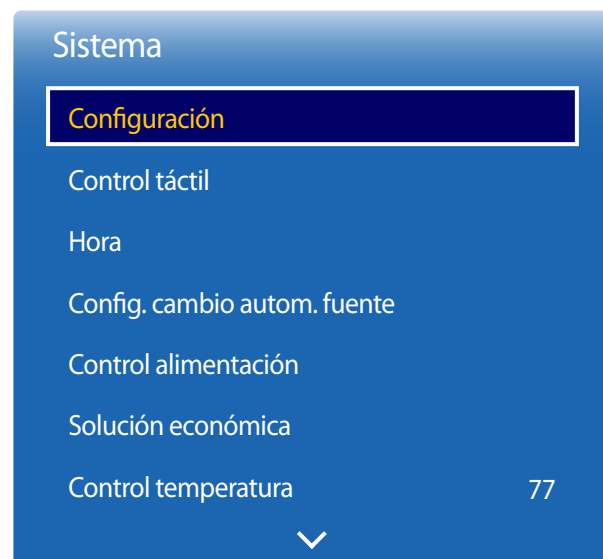 Sistema
Configuración
Control táctil
Hora
Config. cambio autom. fuente
Control alimentación
Solución económica
Control temperatura 77